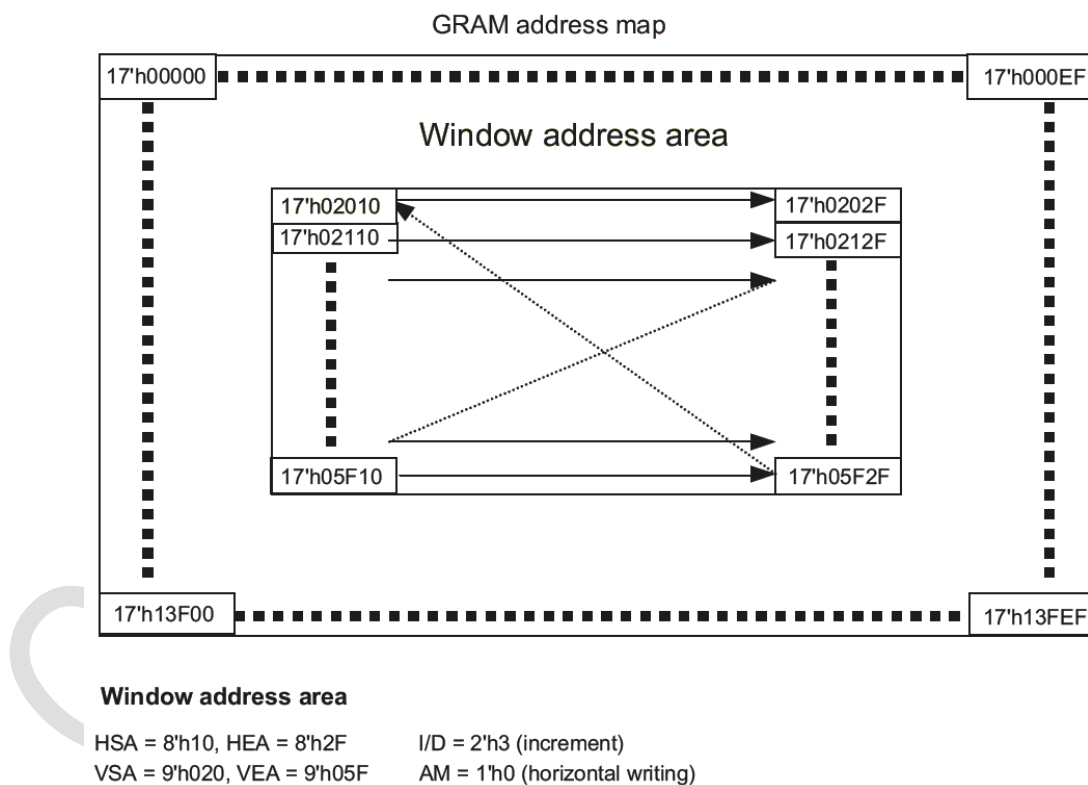 GRAM address map
17'h00000 17'h000EF
Window address area
17'h02010 17'h0202F
17'h02110 17'h0212F
17'h05F10 17'h05F2F
17'h13F00 17'h13FEF
Window address area
HSA = 8'h10, HEA = 8'h2F I/D = 2'h3 (increment)
VSA = 9'h020, VEA = 9'h05F AM = 1'h0 (horizontal writing)